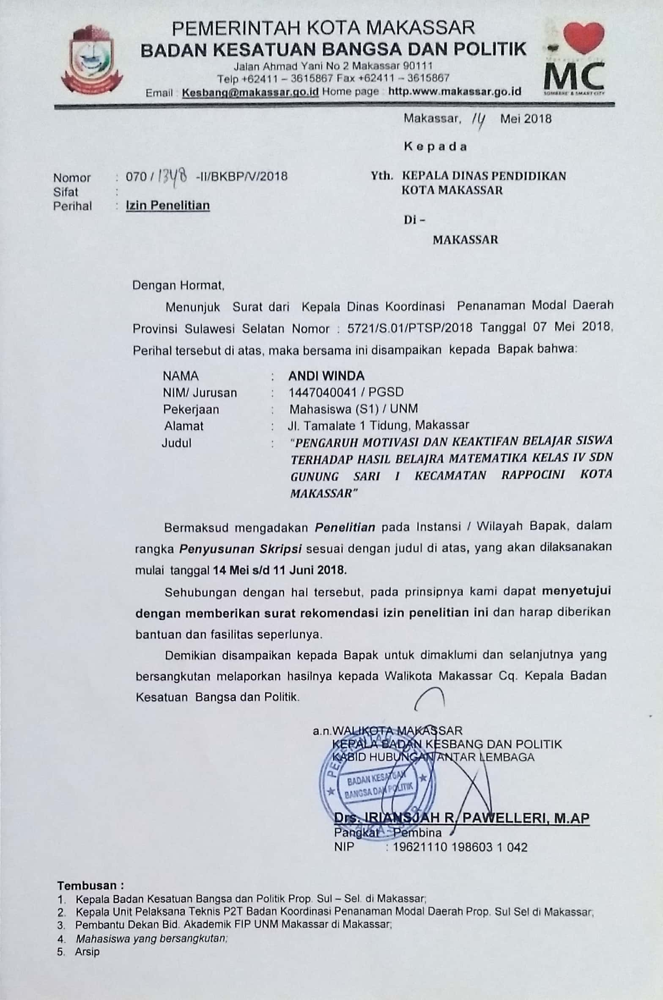 PEMERINTAH KOTA MAKASSAR
BADAN KESATUAN BANGSA DAN POLITIK
Jalan Ahmad Yani No 2 Makassar 90111
Telp +62411 – 3615867 Fax +62411 – 3615867
Email : Kesbang@makassar.go.id Home page : http.www.makassar.go.id
Makassar City
MC
SOMBERE' & SMART CITY
Makassar, 14 Mei 2018
Kepada
Nomor : 070 / 1348 -II/BKBP/V/2018
Sifat :
Perihal : Izin Penelitian
Yth. KEPALA DINAS PENDIDIKAN
KOTA MAKASSAR
Di –
MAKASSAR
Dengan Hormat,
Menunjuk Surat dari Kepala Dinas Koordinasi Penanaman Modal Daerah
Provinsi Sulawesi Selatan Nomor : 5721/S.01/PTSP/2018 Tanggal 07 Mei 2018,
Perihal tersebut di atas, maka bersama ini disampaikan kepada Bapak bahwa:
NAMA : ANDI WINDA
NIM/ Jurusan : 1447040041 / PGSD
Pekerjaan : Mahasiswa (S1) / UNM
Alamat : Jl. Tamalate 1 Tidung, Makassar
Judul : "PENGARUH MOTIVASI DAN KEAKTIFAN BELAJAR SISWA
TERHADAP HASIL BELAJRA MATEMATIKA KELAS IV SDN
GUNUNG SARI I KECAMATAN RAPPOCINI KOTA
MAKASSAR"
Bermaksud mengadakan Penelitian pada Instansi / Wilayah Bapak, dalam
rangka Penyusunan Skripsi sesuai dengan judul di atas, yang akan dilaksanakan
mulai tanggal 14 Mei s/d 11 Juni 2018.
Sehubungan dengan hal tersebut, pada prinsipnya kami dapat menyetujui
dengan memberikan surat rekomendasi izin penelitian ini dan harap diberikan
bantuan dan fasilitas seperlunya.
Demikian disampaikan kepada Bapak untuk dimaklumi dan selanjutnya yang
bersangkutan melaporkan hasilnya kepada Walikota Makassar Cq. Kepala Badan
Kesatuan Bangsa dan Politik.
a.n.WALIKOTA MAKASSAR
KEPALA BADAN KESBANG DAN POLITIK
KABID HUBUNGAN ANTAR LEMBAGA
BADAN KESATUAN
BANGSA DAN POLITIK
Drs. IRIANSJAH R. PAWELLERI, M.AP
Pangkat : Pembina
NIP : 19621110 198603 1 042
Tembusan :
1. Kepala Badan Kesatuan Bangsa dan Politik Prop. Sul – Sel. di Makassar;
2. Kepala Unit Pelaksana Teknis P2T Badan Koordinasi Penanaman Modal Daerah Prop. Sul Sel di Makassar;
3. Pembantu Dekan Bid. Akademik FIP UNM Makassar di Makassar;
4. Mahasiswa yang bersangkutan;
5. Arsip